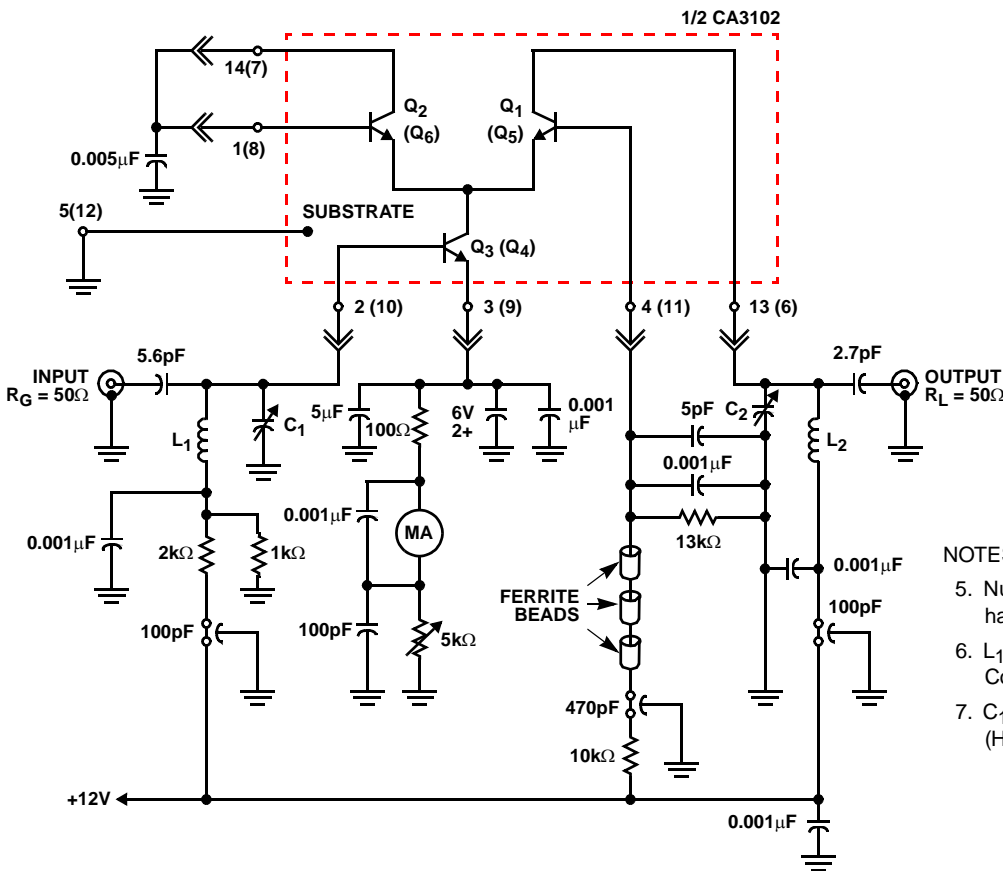 1/2 CA3102
14(7)
Q2
(Q6)
Q1
(Q5)
1(8)
0.005μF
5(12)
SUBSTRATE
Q3 (Q4)
2 (10)
3 (9)
4 (11)
13 (6)
INPUT
RG = 50Ω
5.6pF
2.7pF
OUTPUT
RL = 50Ω
L1
C1
5μF
100Ω
6V
2+
0.001
μF
5pF
C2
L2
0.001μF
0.001μF
2kΩ
1kΩ
0.001μF
MA
13kΩ
0.001μF
FERRITE
BEADS
100pF
100pF
5kΩ
100pF
470pF
10kΩ
+12V
0.001μF
NOTES
5. Nu
ha
6. L1
Co
7. C1
(H